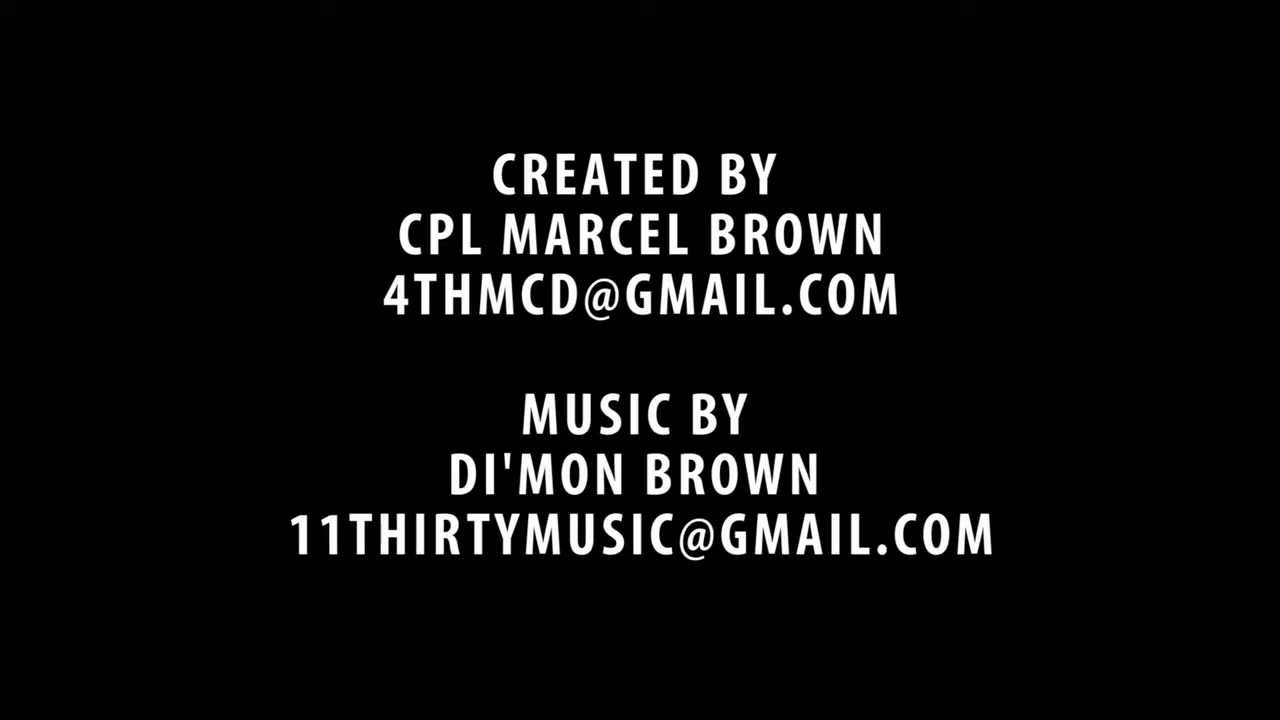 CREATED BY
CPL MARCEL BROWN
4THMCD@GMAIL.COM
MUSIC BY
DI'MON BROWN
11THIRTYMUSIC@GMAIL.COM